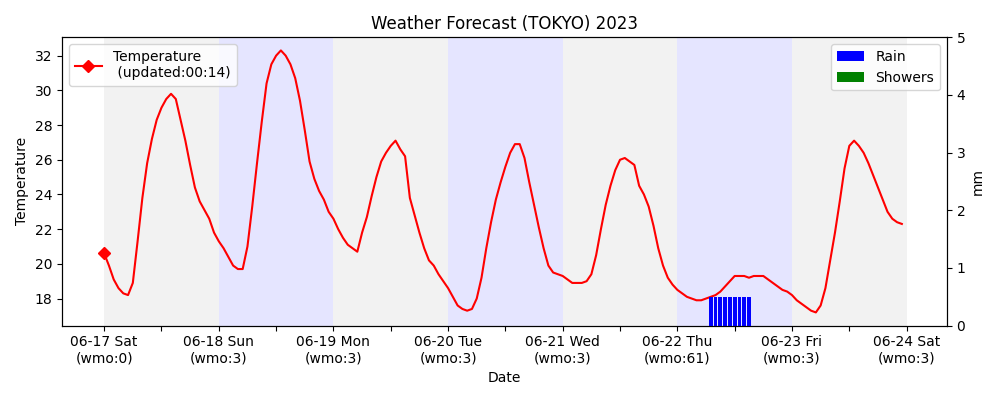 Weather Forecast (TOKYO) 2023
Temperature
(updated:00:14)
Rain
Showers
Temperature
32
30
28
26
24
22
20
18
5
4
3
2
1
0
mm
06-17 Sat
(wmo:0)
06-18 Sun
(wmo:3)
06-19 Mon
(wmo:3)
06-20 Tue
(wmo:3)
06-21 Wed
(wmo:3)
06-22 Thu
(wmo:61)
06-23 Fri
(wmo:3)
06-24 Sat
(wmo:3)
Date